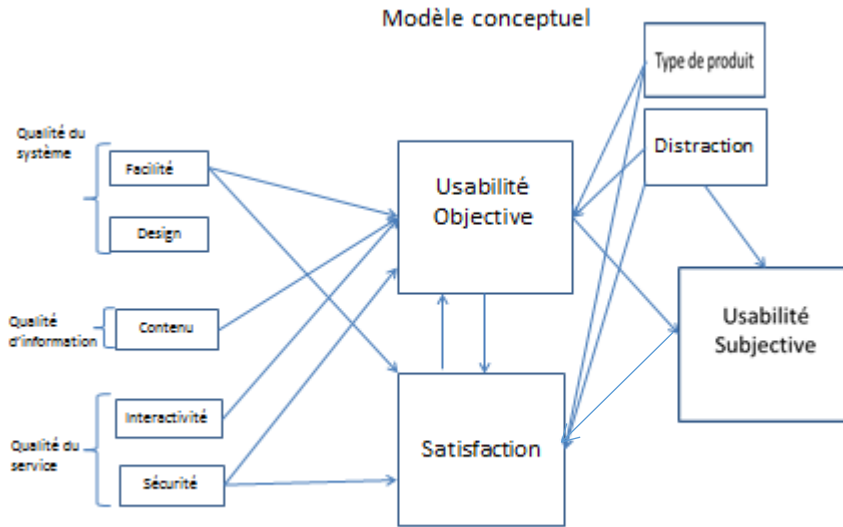 Modèle conceptuel
Type de produit
Qualité du
système
Facilité
Distraction
Usabilité
Objective
Design
Qualité
d'information
Contenu
Usabilité
Subjective
Interactivité
Qualité du
service
Satisfaction
Sécurité